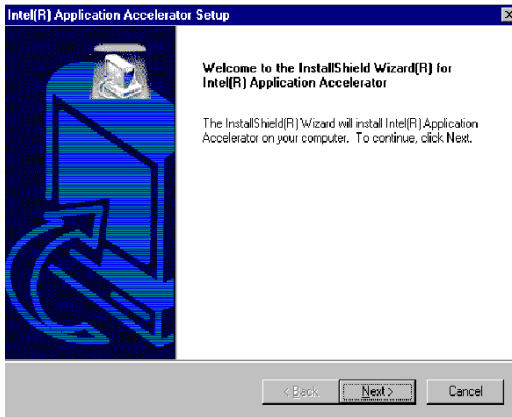 Intel(R) Application Accelerator Setup
Welcome to the InstallShield Wizard(R) for
Intel(R) Application Accelerator
The InstallShield(R) Wizard will install Intel(R) Application
Accelerator on your computer. To continue, click Next.
< Back
Next >
Cancel